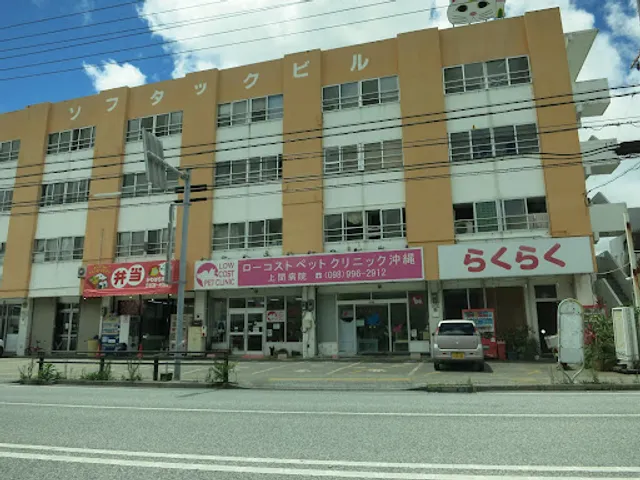 ソフタックビル
弁当
LOW COST
PET CLINIC
ローコストペットクリニック沖縄
上間病院 ☎(098)996-2912
らくらく